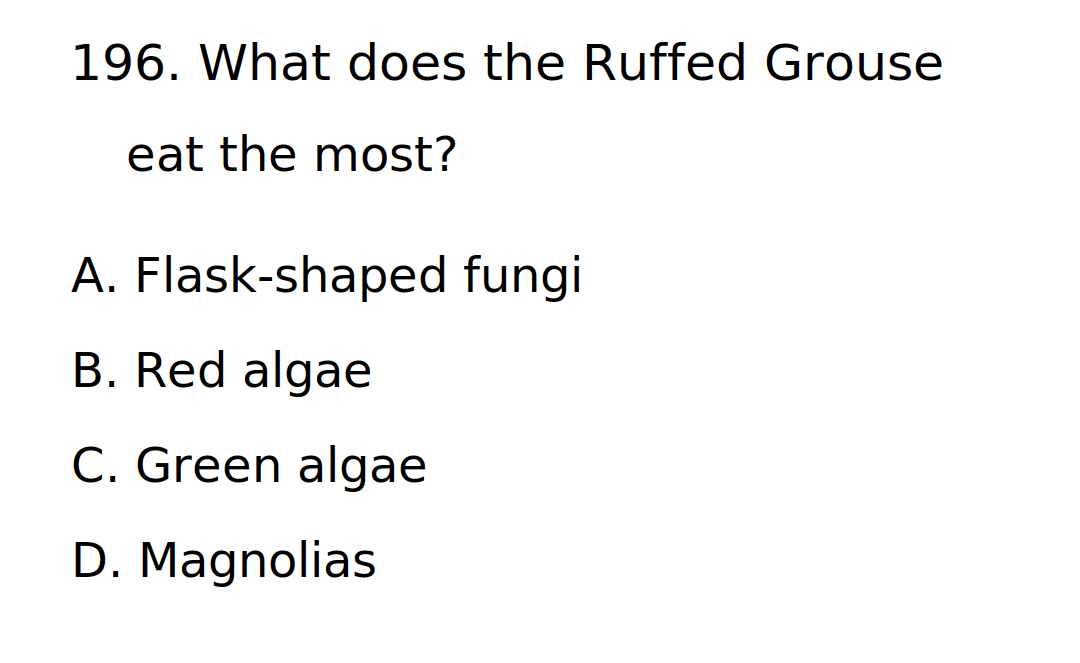 196. What does the Ruffed Grouse
eat the most?
A. Flask-shaped fungi
B. Red algae
C. Green algae
D. Magnolias